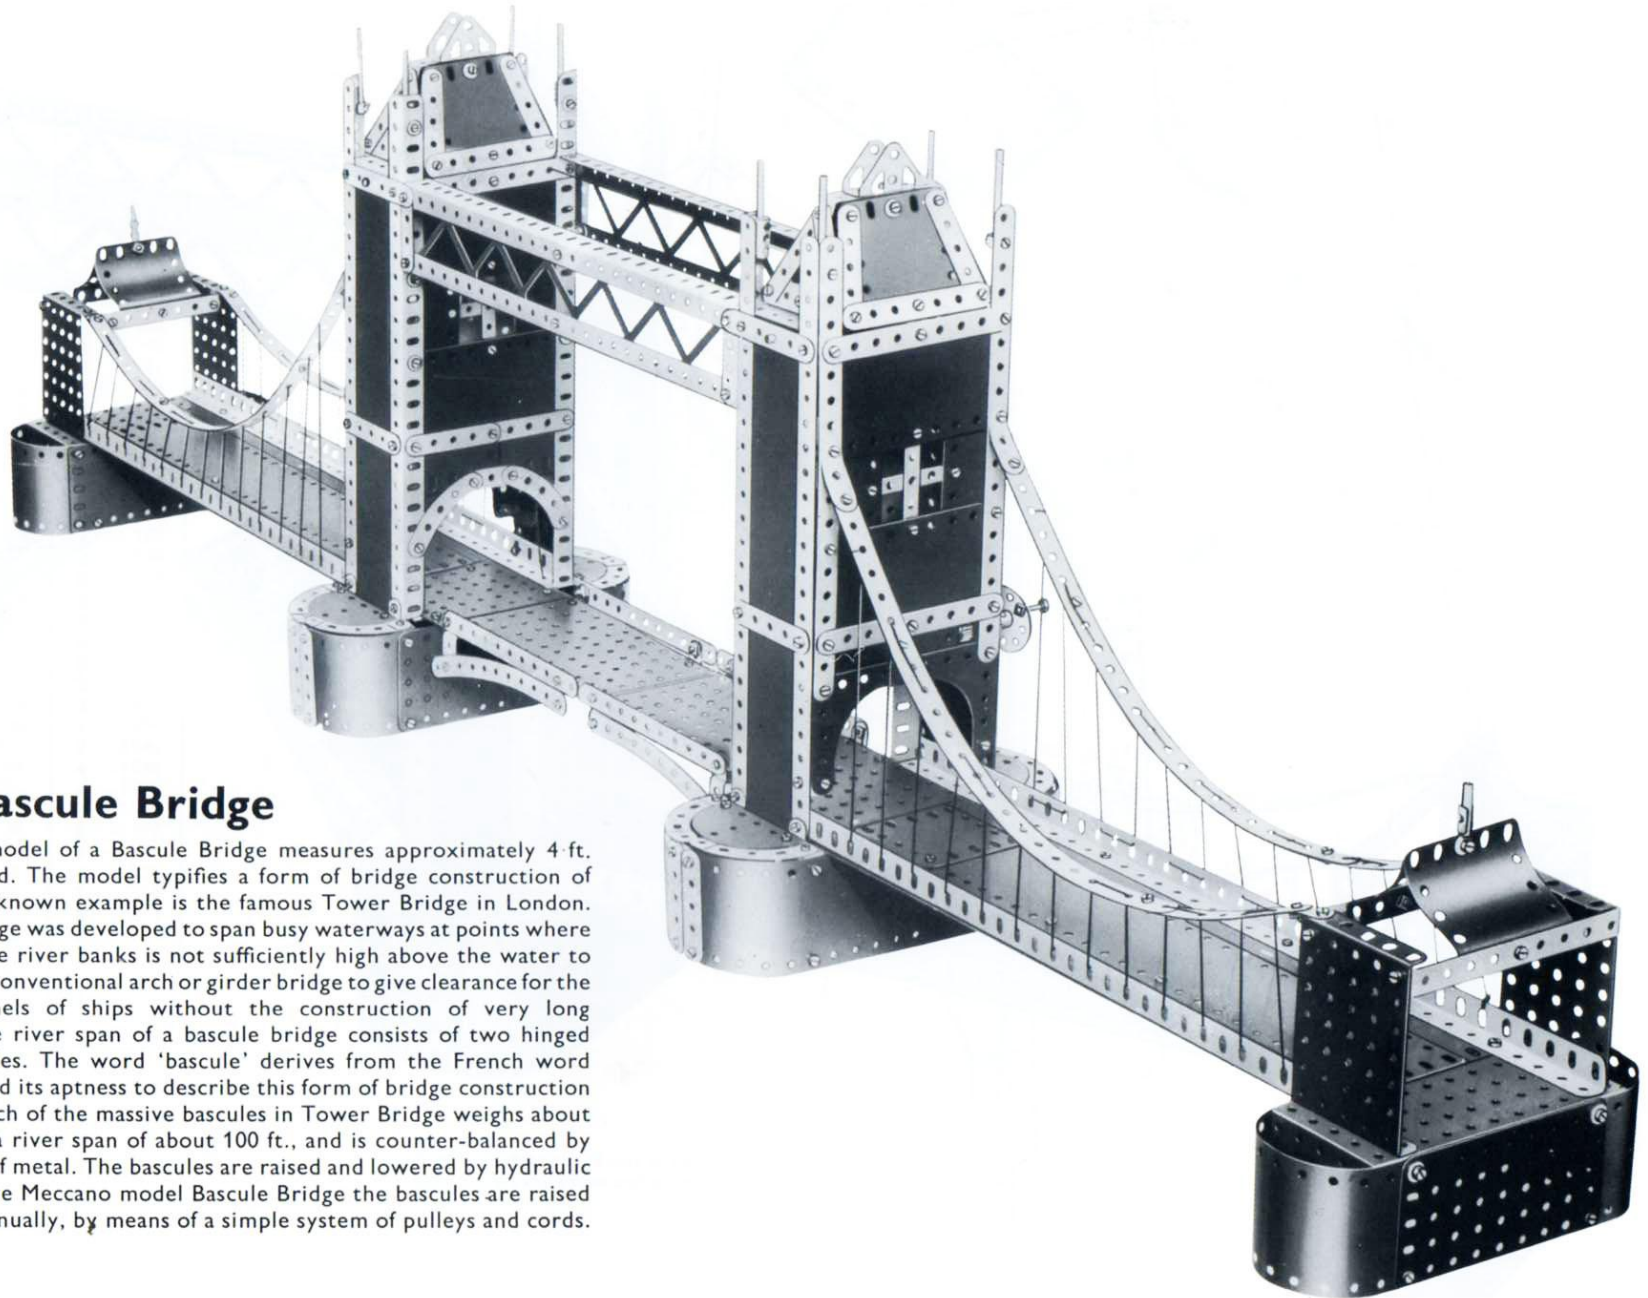 ascule Bridge
odel of a Bascule Bridge measures approximately 4 ft.
d. The model typifies a form of bridge construction of
known example is the famous Tower Bridge in London.
ge was developed to span busy waterways at points where
e river banks is not sufficiently high above the water to
onventional arch or girder bridge to give clearance for the
els of ships without the construction of very long
e river span of a bascule bridge consists of two hinged
es. The word 'bascule' derives from the French word
d its aptness to describe this form of bridge construction
ch of the massive bascules in Tower Bridge weighs about
a river span of about 100 ft., and is counter-balanced by
f metal. The bascules are raised and lowered by hydraulic
e Meccano model Bascule Bridge the bascules are raised
nually, by means of a simple system of pulleys and cords.